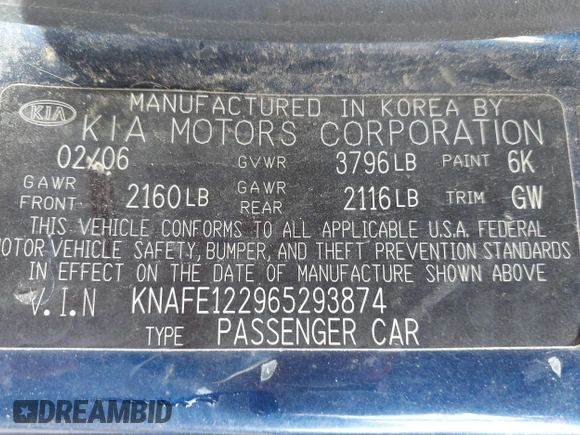 MANUFACTURED IN KOREA BY
KIA KIA MOTORS CORPORATION
02/06 GVWR 3796LB PAINT 6K
GAWR FRONT 2160LB GAWR REAR 2116LB TRIM GW
THIS VEHICLE CONFORMS TO ALL APPLICABLE U.S.A. FEDERAL
MOTOR VEHICLE SAFETY, BUMPER, AND THEFT PREVENTION STANDARDS
IN EFFECT ON THE DATE OF MANUFACTURE SHOWN ABOVE
V.I.N KNAFE122965293874
TYPE PASSENGER CAR
DREAMBID